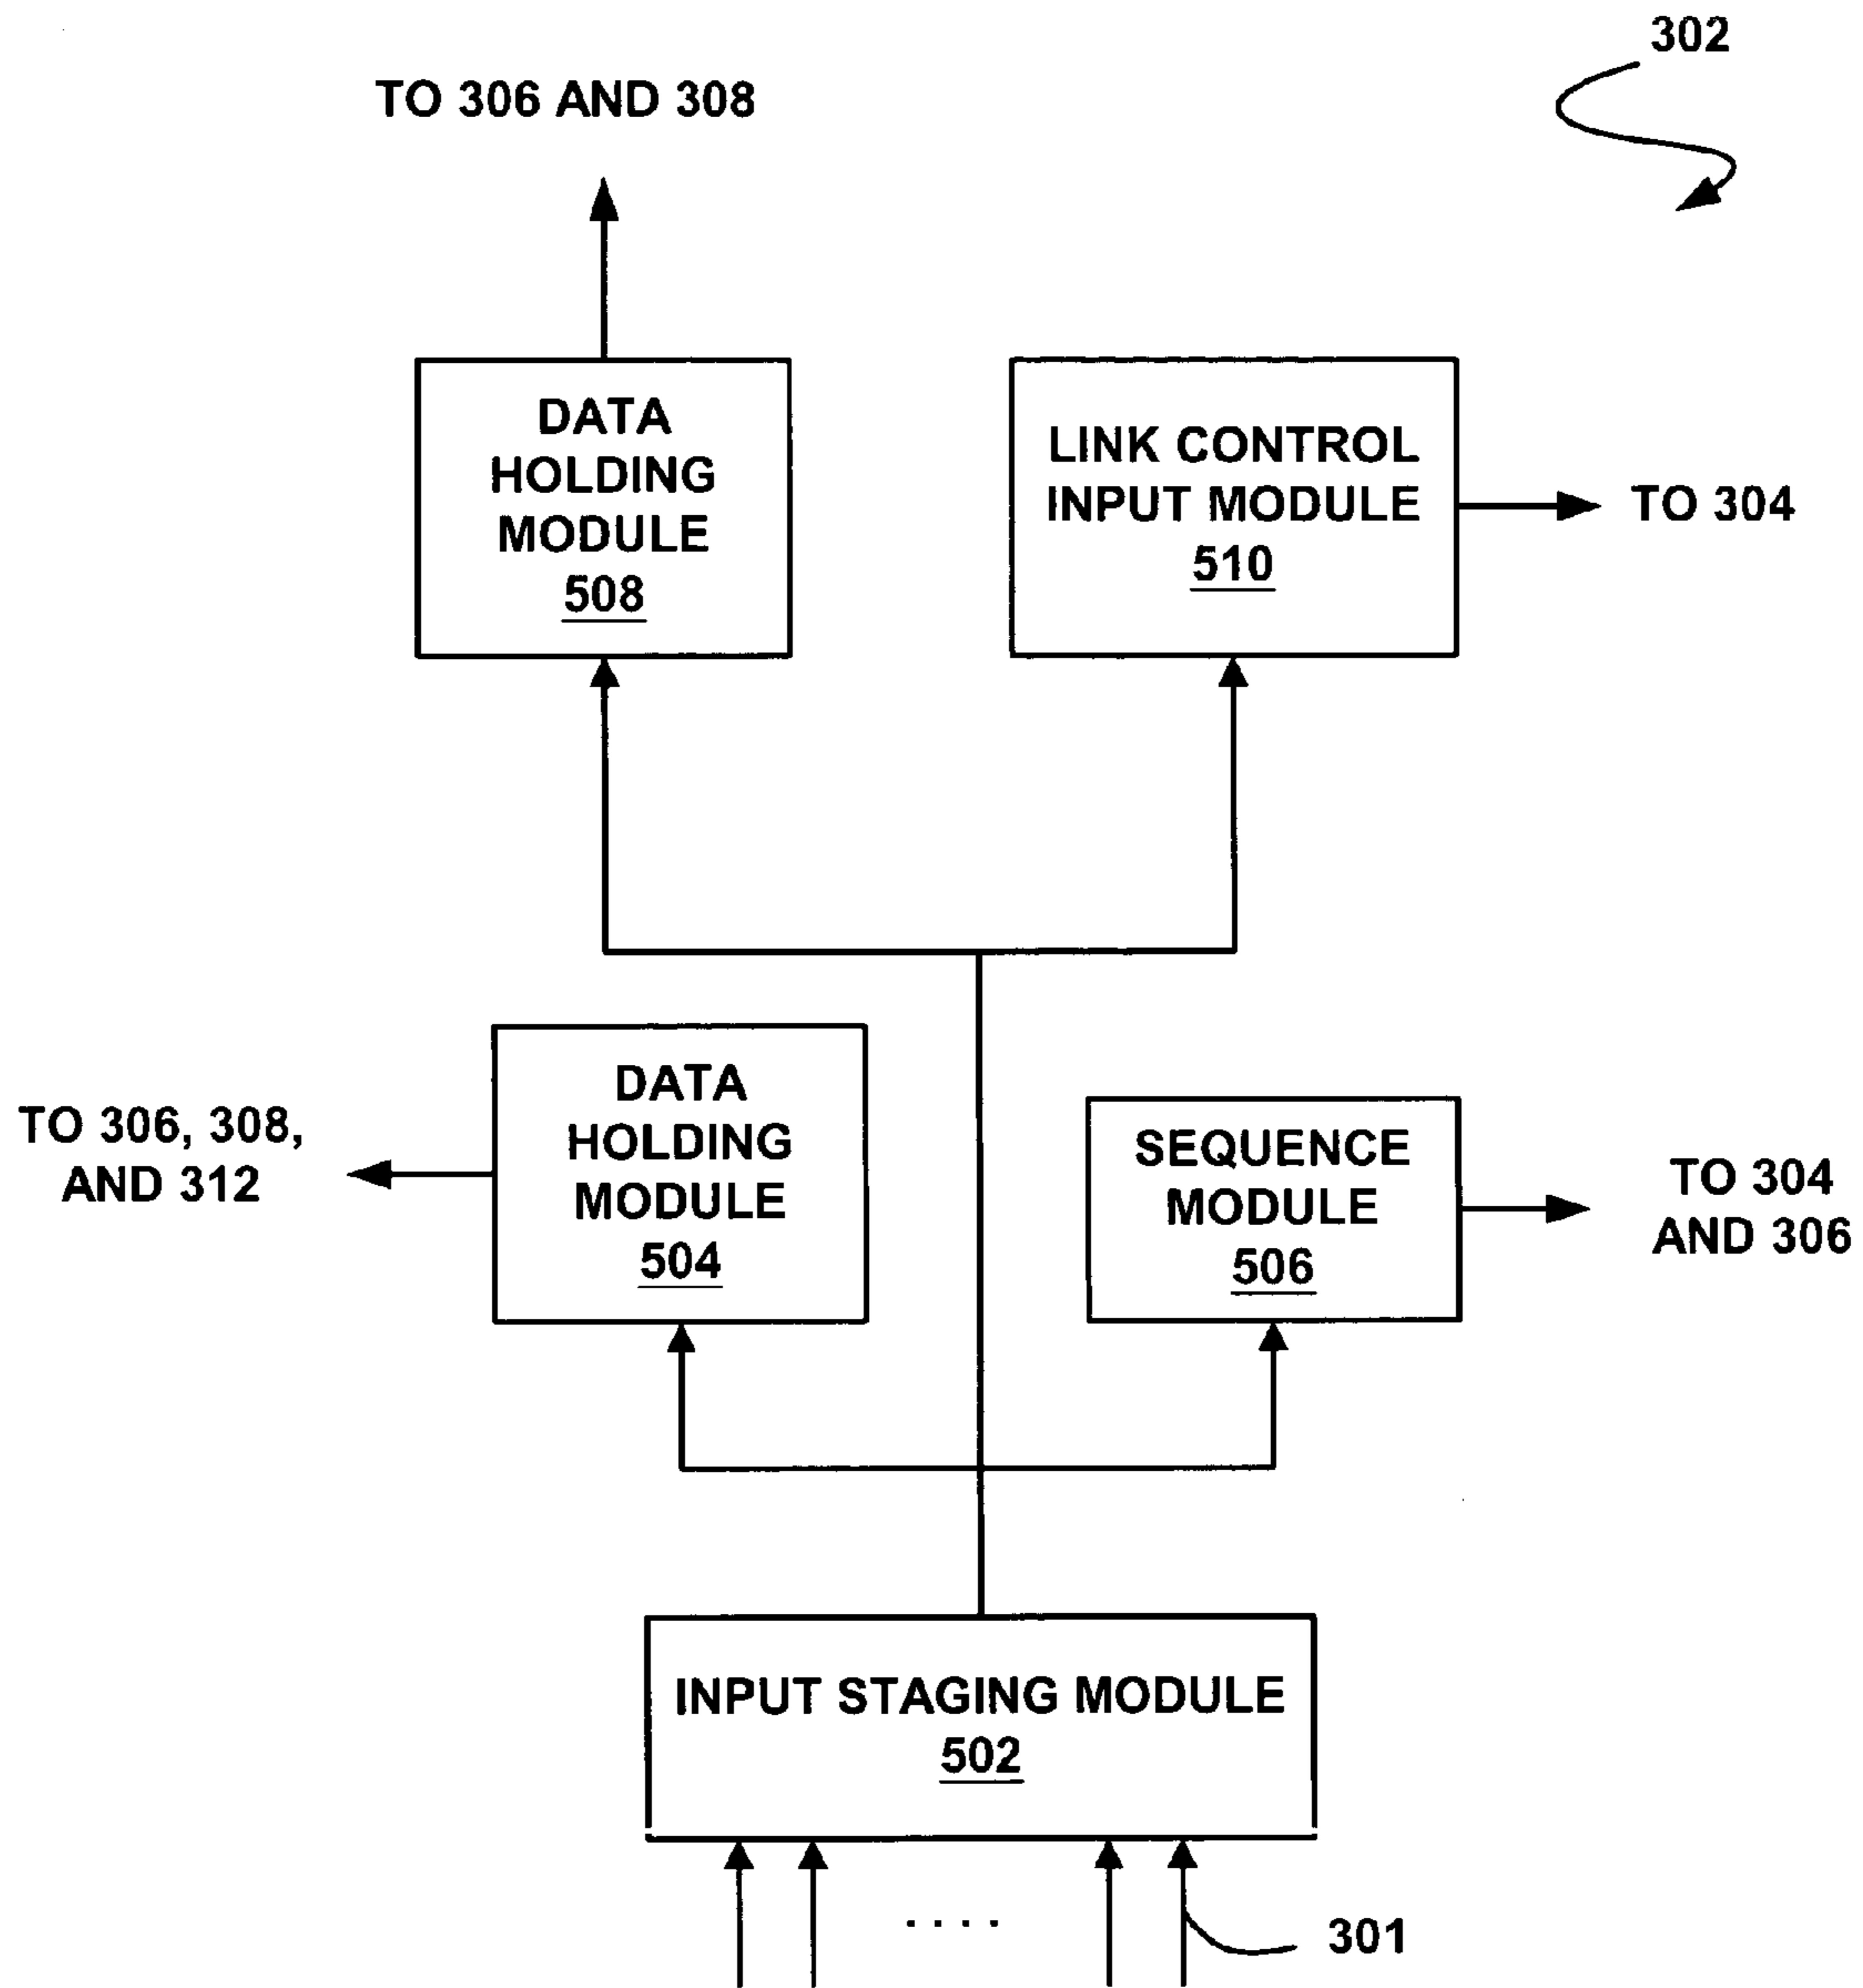 302
TO 306 AND 308
DATA
HOLDING
MODULE
508
LINK CONTROL
INPUT MODULE
510
TO 304
TO 306, 308,
AND 312
DATA
HOLDING
MODULE
504
SEQUENCE
MODULE
506
TO 304
AND 306
INPUT STAGING MODULE
502
....
301